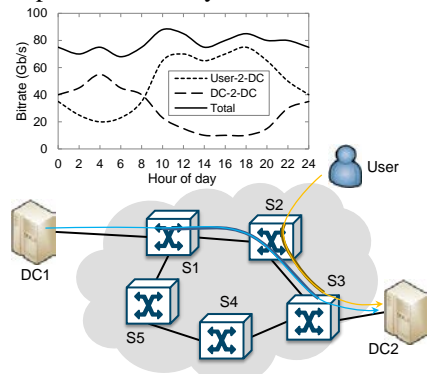 100
80
60
40
20
0
Bitrate (Gb/s)
User-2-DC
DC-2-DC
Total
0 2 4 6 8 10 12 14 16 18 20 22 24
Hour of day
User
S2
DC1
S1
S3
S4
S5
DC2